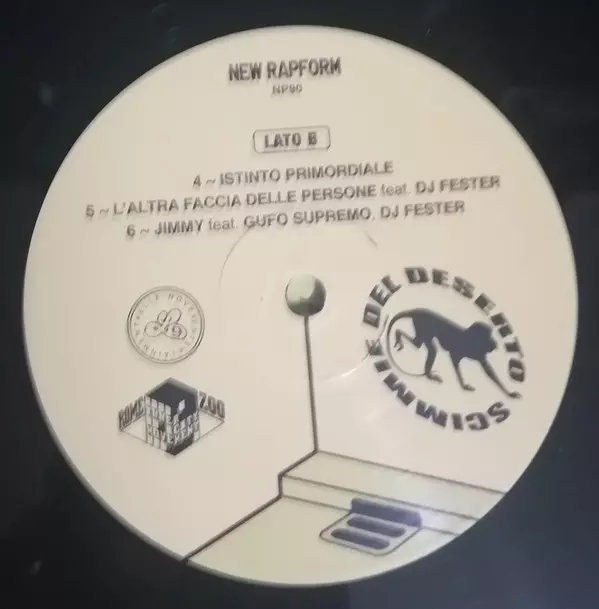 NEW RAPFORM
NP90
LATO B
4 ~ ISTINTO PRIMORDIALE
5 ~ L'ALTRA FACCIA DELLE PERSONE feat. DJ FESTER
6 ~ JIMMY feat. GUFO SUPREMO, DJ FESTER
SCIMMIE DEL DESERTO
ROME ZOO